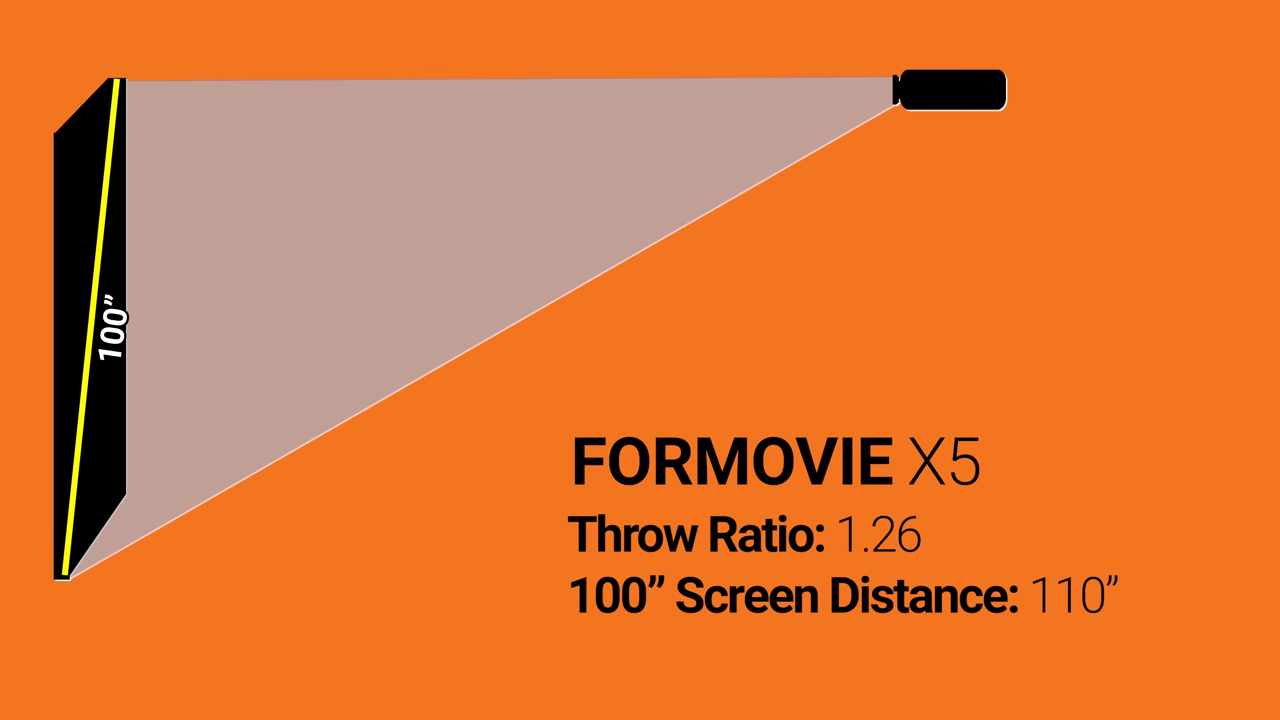 100”
FORMOVIE X5
Throw Ratio: 1.26
100” Screen Distance: 110”